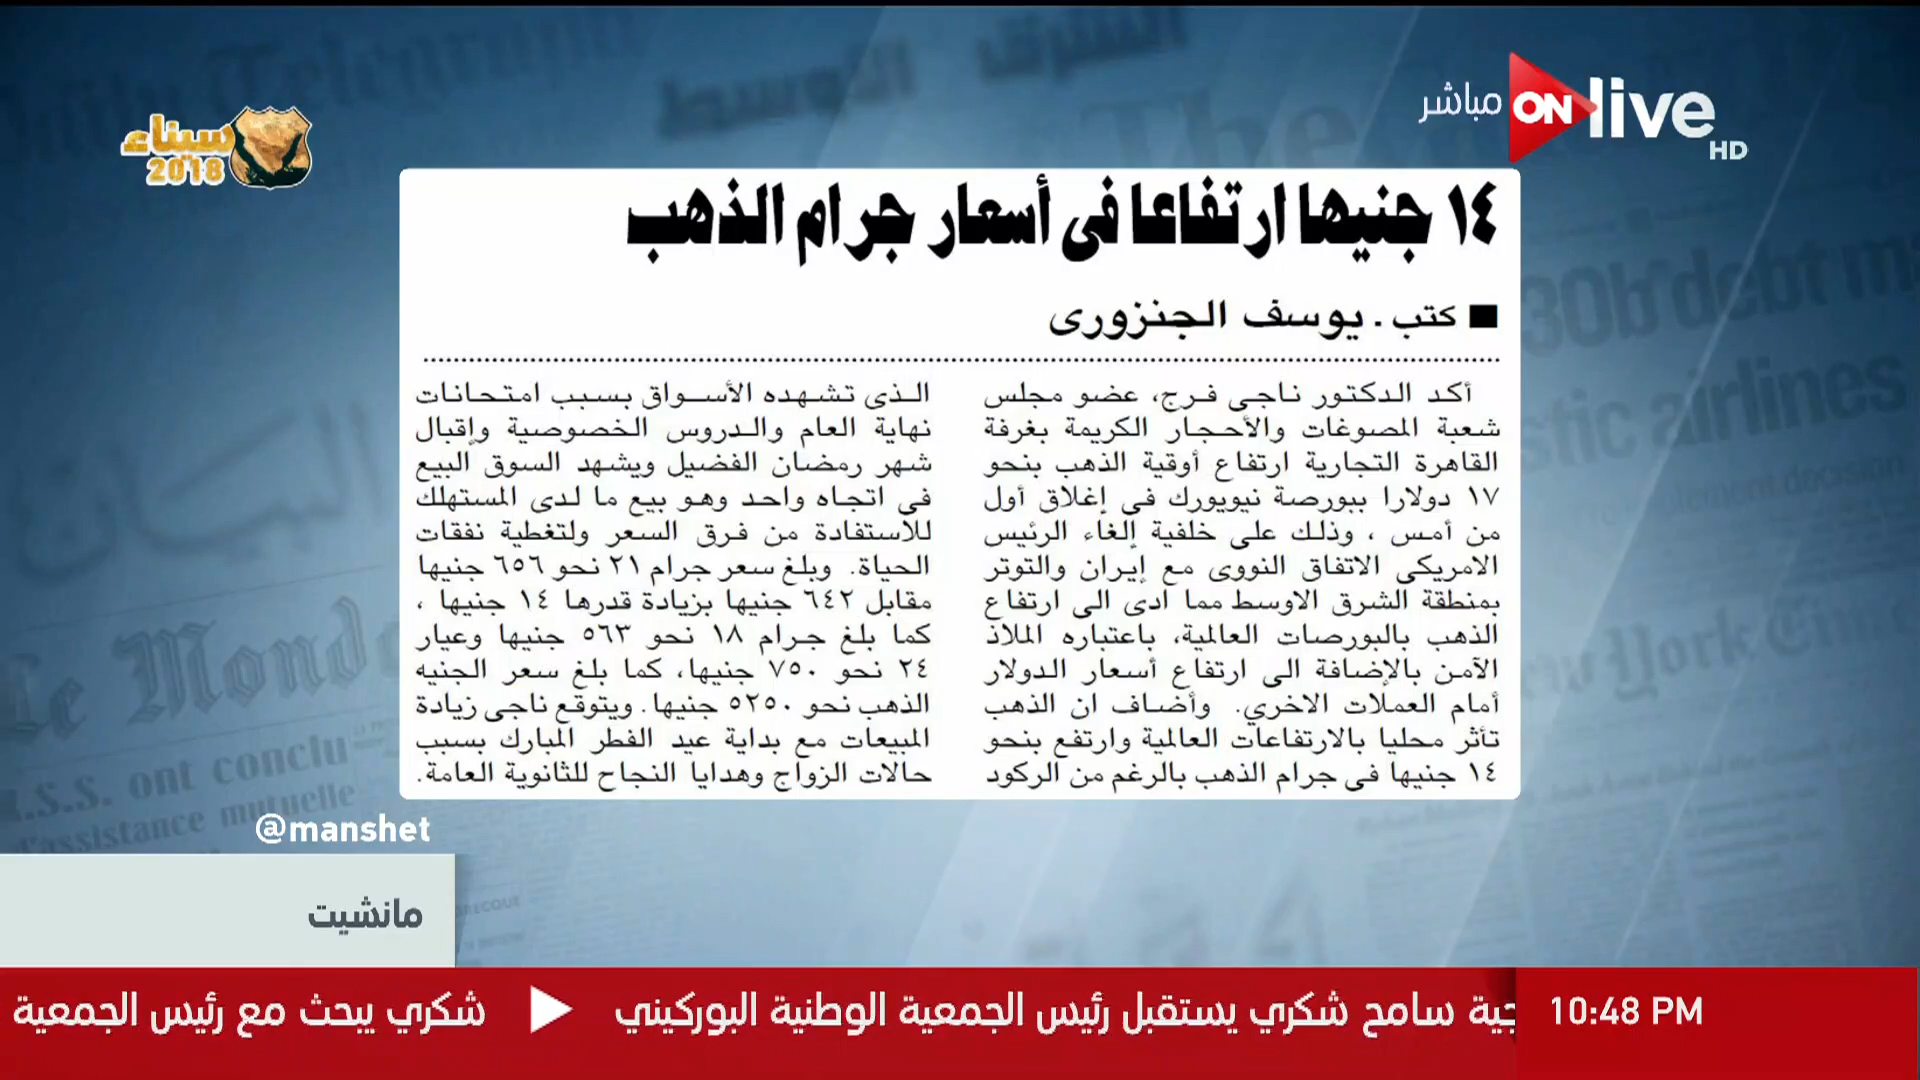 مباشر ON live HD
سيناء
2018
١٤ جنيها ارتفاعا فى أسعار جرام الذهب
■ كتب . يوسف الجنزورى
أكد الدكتور ناجى فرج، عضو مجلس
شعبة المصوغات والأحجار الكريمة بغرفة
القاهرة التجارية ارتفاع أوقية الذهب بنحو
١٧ دولارا ببورصة نيويورك فى إغلاق أول
من أمس ، وذلك على خلفية إلغاء الرئيس
الامريكى الاتفاق النووى مع إيران والتوتر
بمنطقة الشرق الاوسط مما ادى الى ارتفاع
الذهب بالبورصات العالمية، باعتباره الملاذ
الآمن بالإضافة الى ارتفاع أسعار الدولار
أمام العملات الاخري. وأضاف ان الذهب
تأثر محليا بالارتفاعات العالمية وارتفع بنحو
١٤ جنيها فى جرام الذهب بالرغم من الركود
الذى تشهده الأسواق بسبب امتحانات
نهاية العام والدروس الخصوصية وإقبال
شهر رمضان الفضيل ويشهد السوق البيع
فى اتجاه واحد وهو بيع ما لدى المستهلك
للاستفادة من فرق السعر ولتغطية نفقات
الحياة. وبلغ سعر جرام ٢١ نحو ٦٥٦ جنيها
مقابل ٦٤٢ جنيها بزيادة قدرها ١٤ جنيها ،
كما بلغ جرام ١٨ نحو ٥٦٣ جنيها وعيار
٢٤ نحو ٧٥٠ جنيها، كما بلغ سعر الجنيه
الذهب نحو ٥٢٥٠ جنيها. ويتوقع ناجى زيادة
المبيعات مع بداية عيد الفطر المبارك بسبب
حالات الزواج وهدايا النجاح للثانوية العامة.
@manshet
مانشيت
جية سامح شكري يستقبل رئيس الجمعية الوطنية البوركيني
شكري يبحث مع رئيس الجمعية
10:48 PM